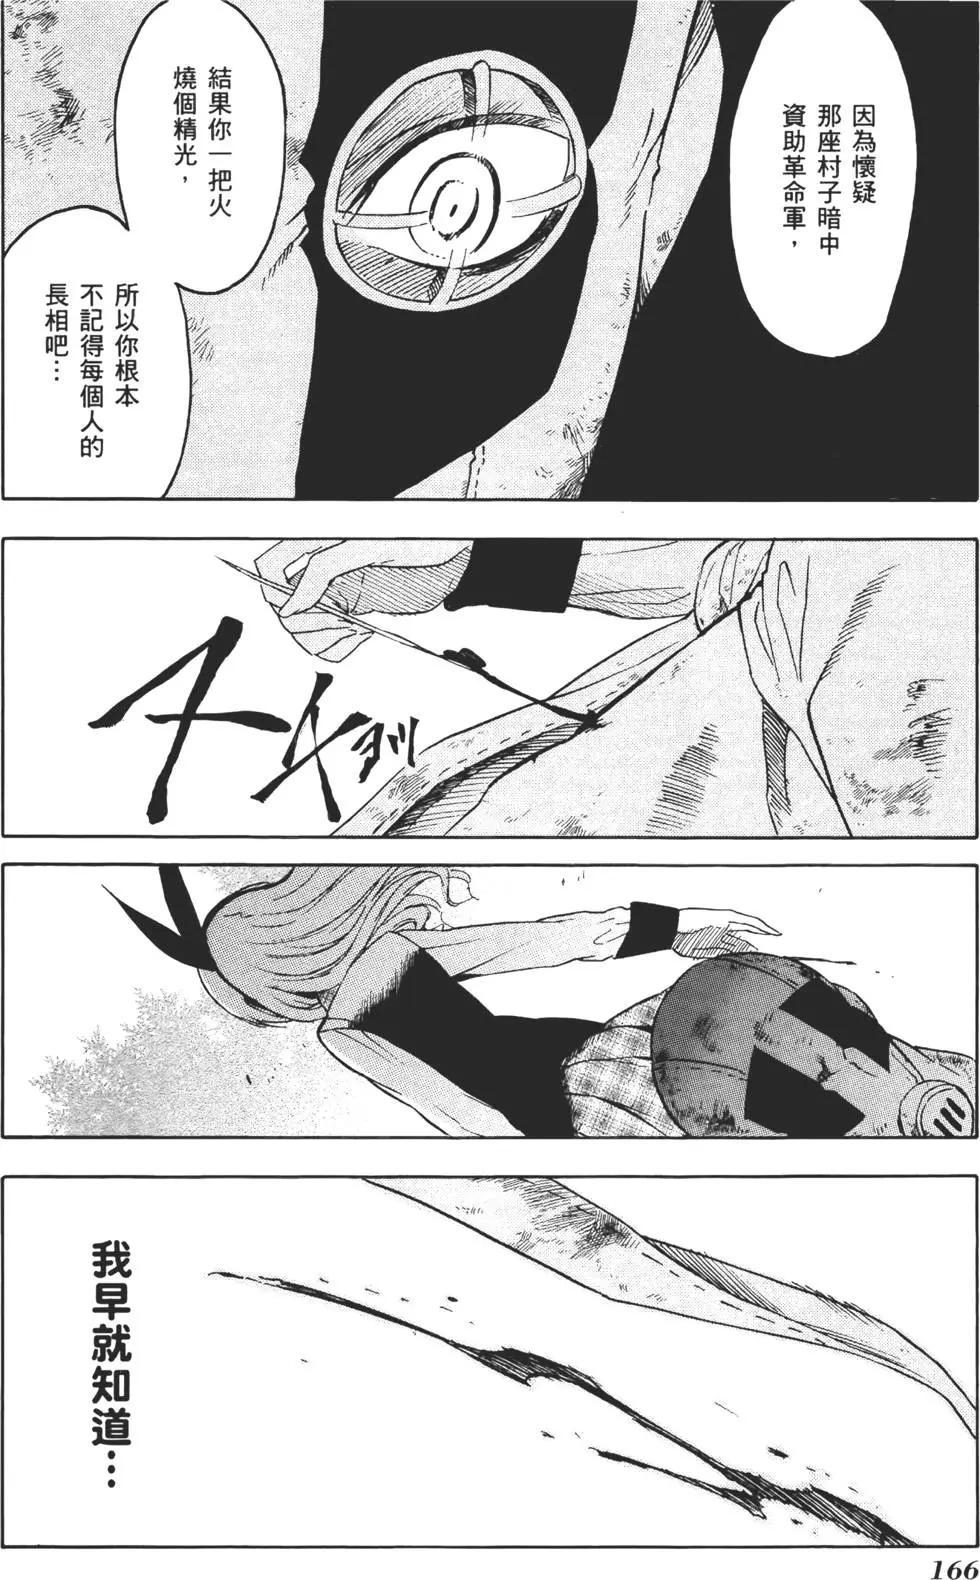 因為懷疑
那座村子暗中
資助革命軍，
結果你一把火
燒個精光，
所以你根本
不記得每個人的
長相吧…
我早就知道…
166